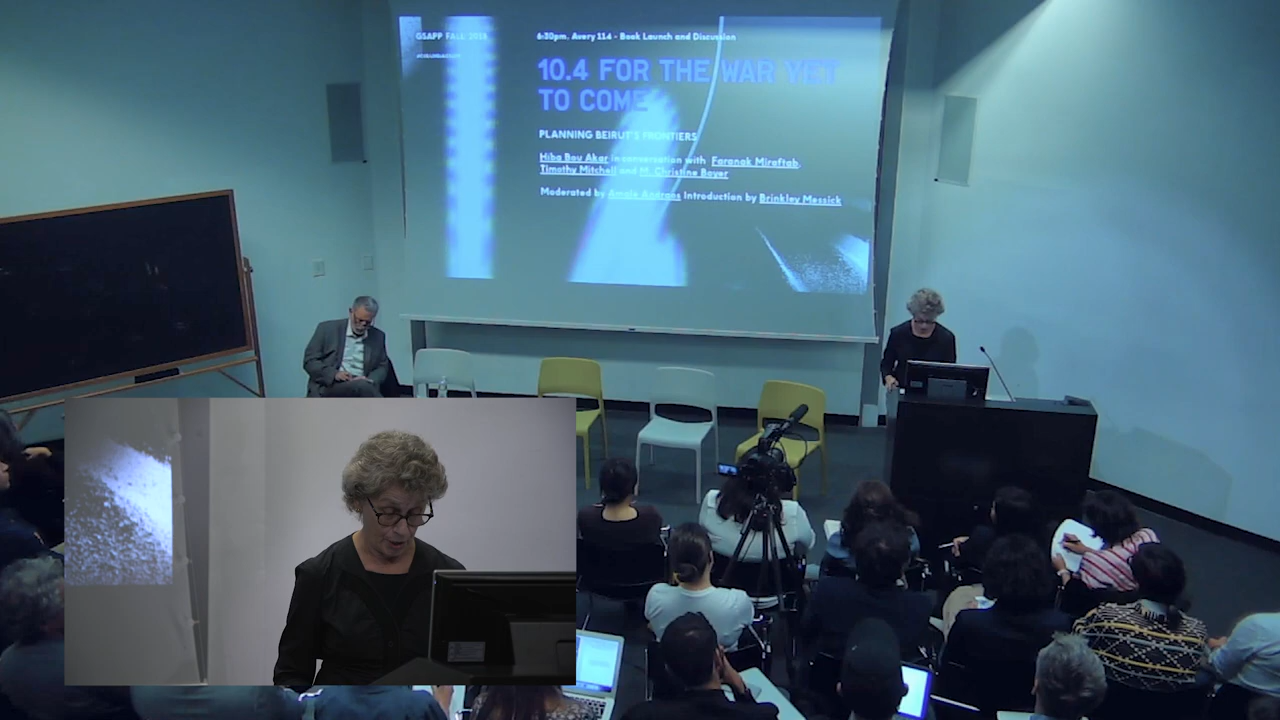 GSAPP FALL 2018
6:30pm, Avery 114 - Book Launch and Discussion
10.4 FOR THE WAR YET
TO COME
PLANNING BEIRUT'S FRONTIERS
Hiba Bou Akar in conversation with Faranak Miraftab,
Timothy Mitchell and M. Christine Boyer
Moderated by Amale Andraos Introduction by Brinkley Messick